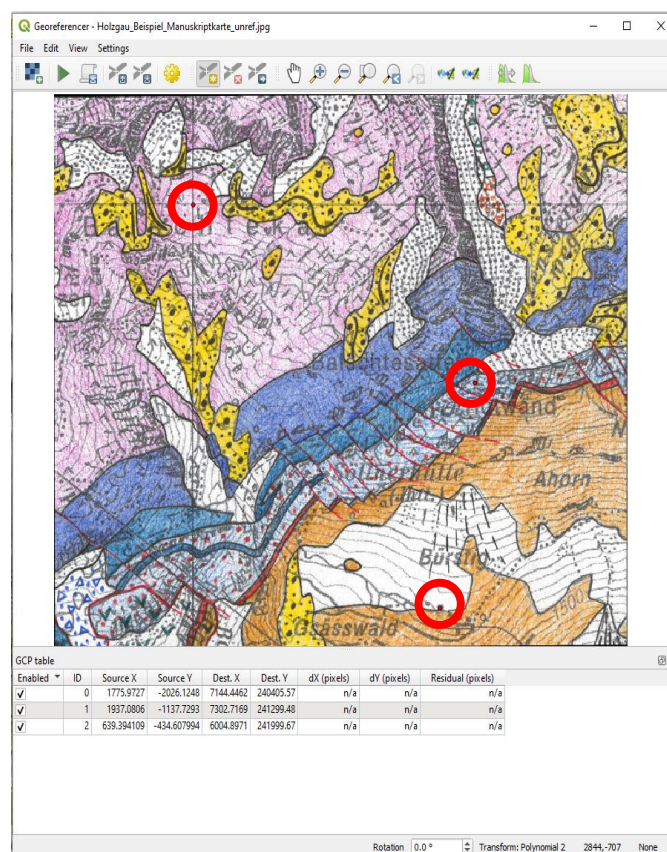 Georeferencer - Holzgau_Beispiel_Manuskriptkarte_unref.jpg
File Edit View Settings
Ahorn
GCP table
Enabled ID Source X Source Y Dest. X Dest. Y dX (pixels) dY (pixels) Residual (pixels)
0 1775.9727 -2026.1248 7144.4462 240405.57 n/a n/a n/a
1 1937.0806 -1137.7293 7302.7169 241299.48 n/a n/a n/a
2 639.394109 -434.607994 6004.8971 241999.67 n/a n/a n/a
Rotation 0.0 ° Transform: Polynomial 2 2844,-707 None